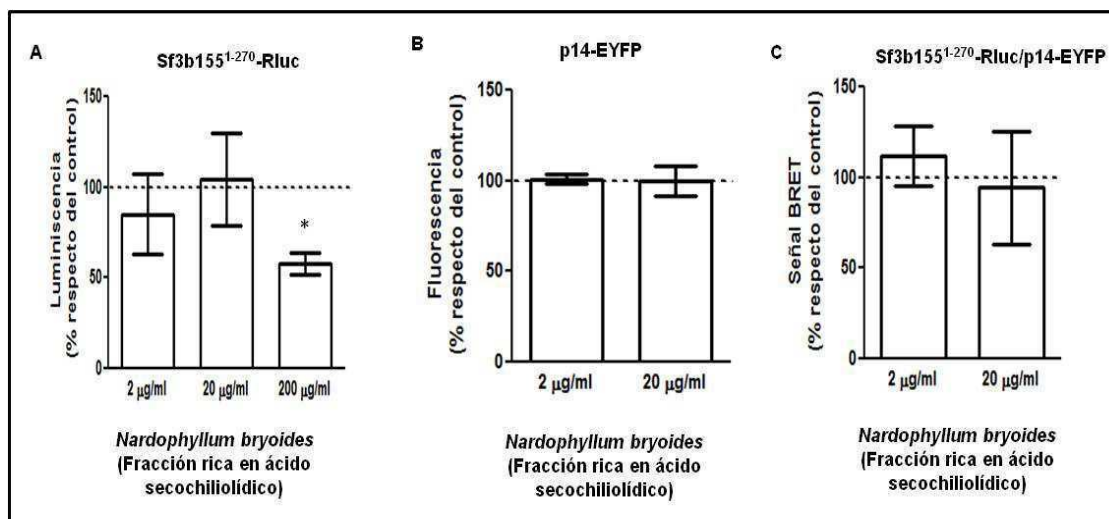 A
Sf3b155¹⁻²⁷⁰-Rluc
Luminiscencia
(% respecto del control)
150
100
50
0
*
2 µg/ml 20 µg/ml 200 µg/ml
Nardophyllum bryoides
(Fracción rica en ácido
secochiliolídico)
B
p14-EYFP
Fluorescencia
(% respecto del control)
150
100
50
0
2 µg/ml 20 µg/ml
Nardophyllum bryoides
(Fracción rica en ácido
secochiliolídico)
C
Sf3b155¹⁻²⁷⁰-Rluc/p14-EYFP
Señal BRET
(% respecto del control)
150
100
50
0
2 µg/ml 20 µg/ml
Nardophyllum bryoides
(Fracción rica en ácido
secochiliolídico)